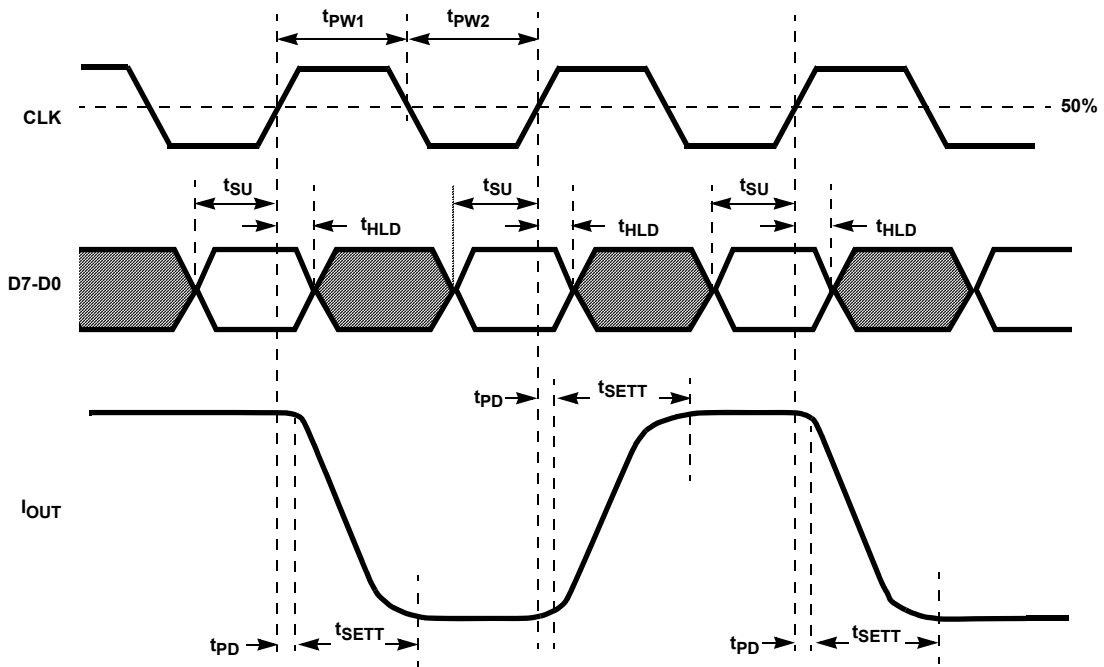 tPW1 tPW2
CLK
50%
tSU tSU tSU
tHLD tHLD tHLD
D7-D0
tPD tSETT
IOUT
tPD tSETT tPD tSETT